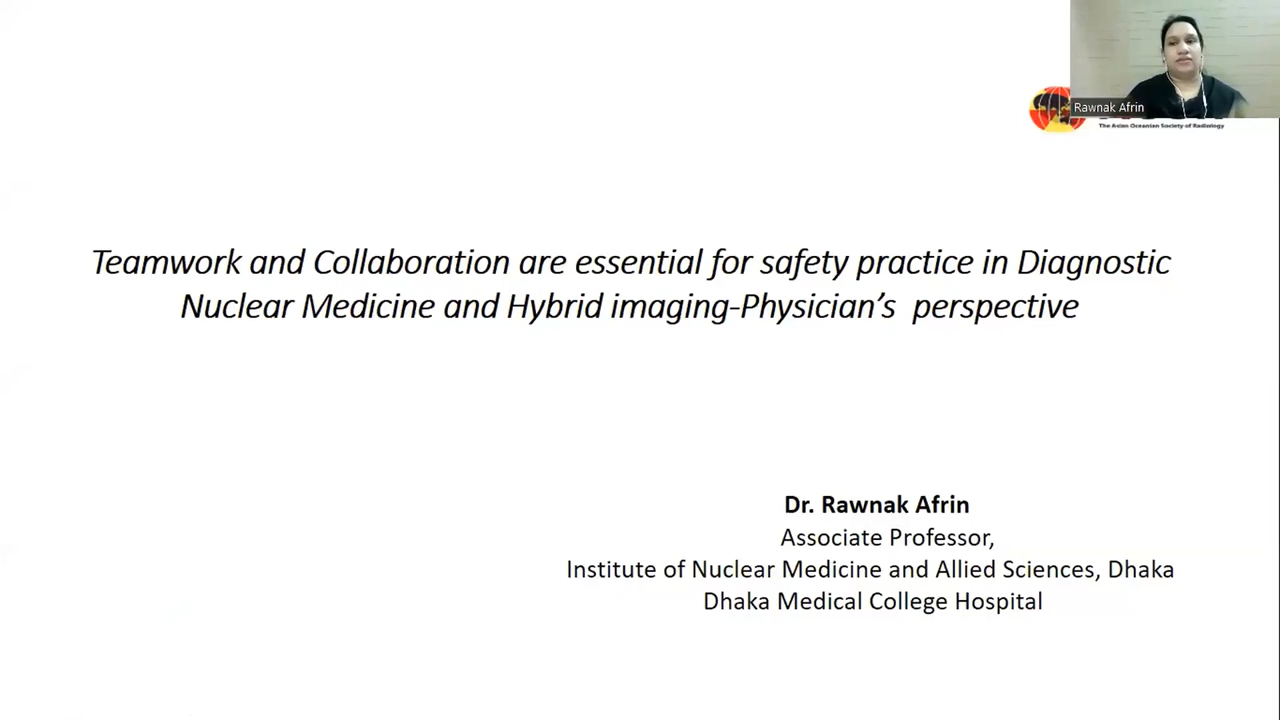 Rawnak Afrin
The Asian Oceanian Society of Radiology
Teamwork and Collaboration are essential for safety practice in Diagnostic
Nuclear Medicine and Hybrid imaging-Physician’s perspective
Dr. Rawnak Afrin
Associate Professor,
Institute of Nuclear Medicine and Allied Sciences, Dhaka
Dhaka Medical College Hospital